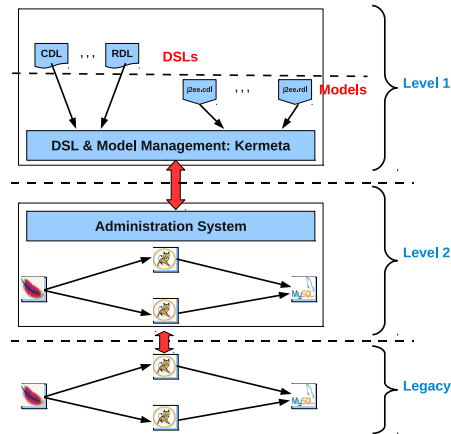 CDL
, , ,
RDL
DSLs
j2ee.cdl
, , ,
j2ee.rdl
Models
Level 1
DSL & Model Management: Kermeta
Administration System
Level 2
MySQL
Legacy
MySQL